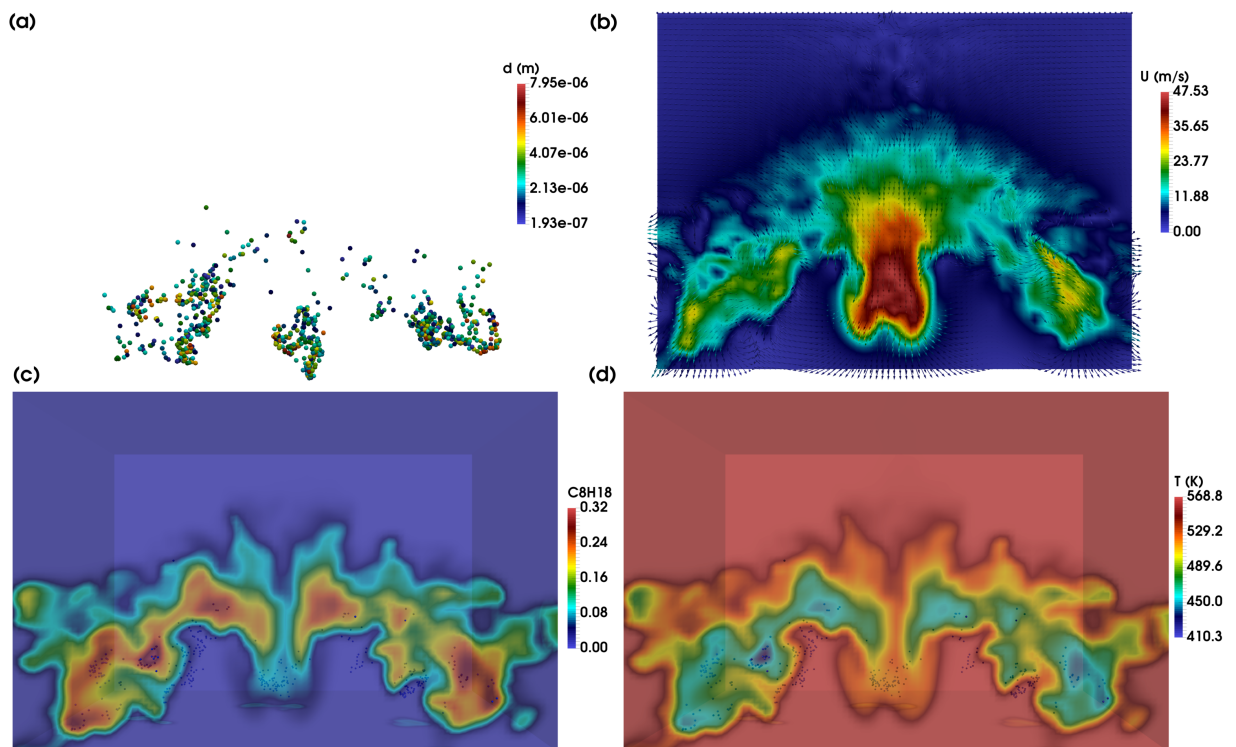 (a)
d (m)
7.95e-06
6.01e-06
4.07e-06
2.13e-06
1.93e-07
(b)
U (m/s)
47.53
35.65
23.77
11.88
0.00
(c)
C8H18
0.32
0.24
0.16
0.08
0.00
(d)
T (K)
568.8
529.2
489.6
450.0
410.3